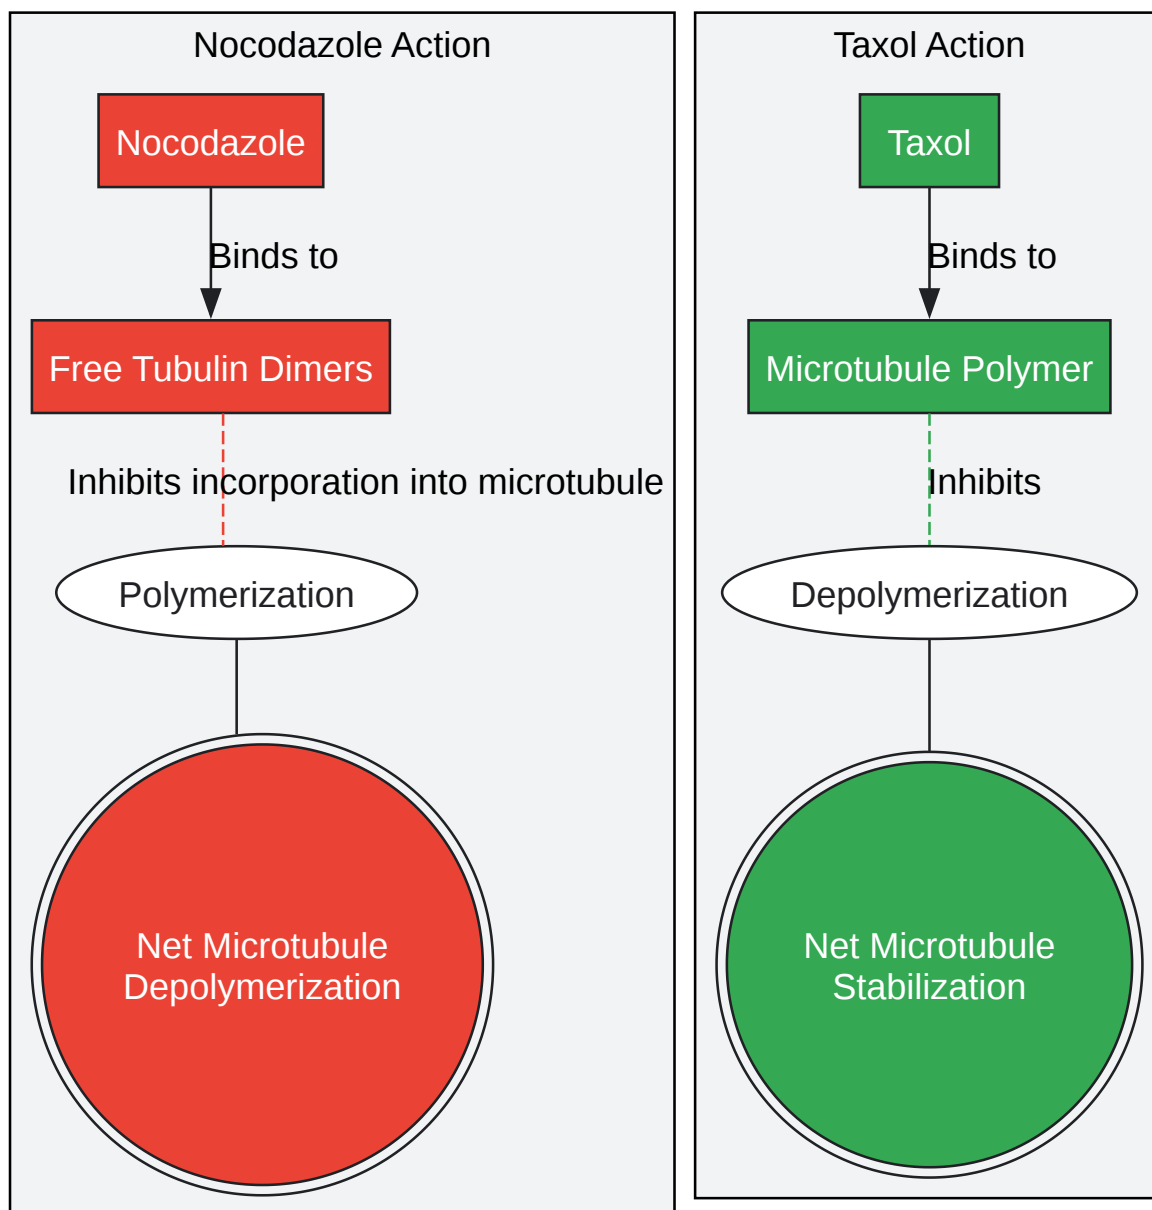 Nocodazole Action
Nocodazole
Binds to
Free Tubulin Dimers
Inhibits incorporation into microtubule
Polymerization
Net Microtubule
Depolymerization
Taxol Action
Taxol
Binds to
Microtubule Polymer
Inhibits
Depolymerization
Net Microtubule
Stabilization